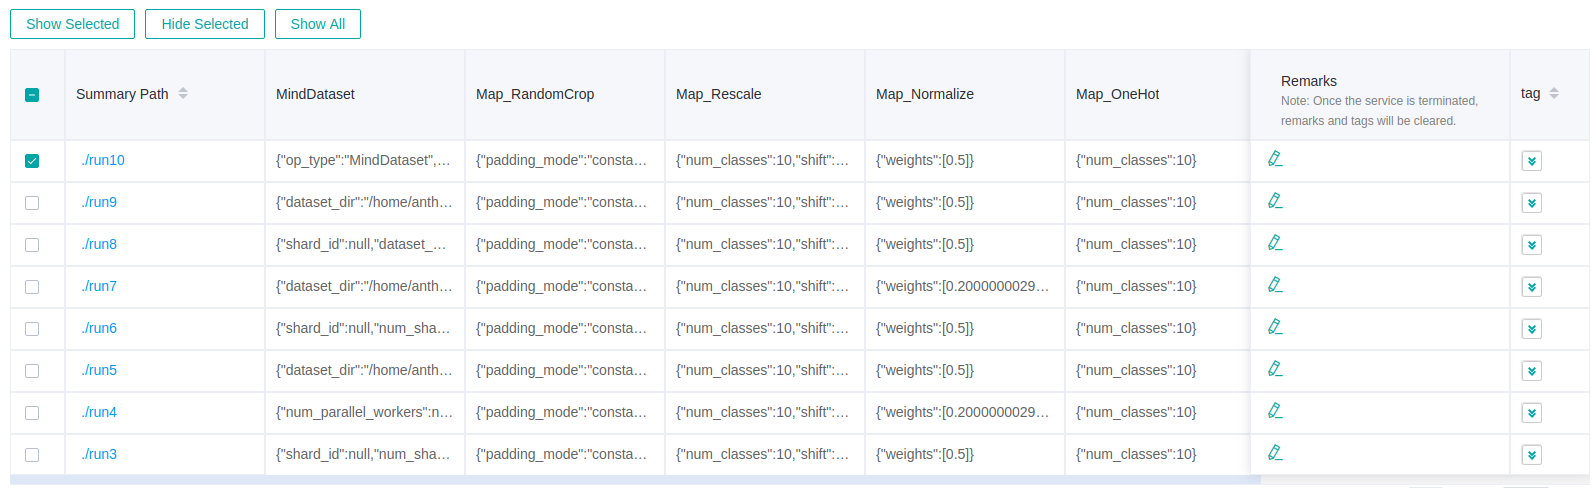 Show Selected Hide Selected Show All
Summary Path MindDataset Map_RandomCrop Map_Rescale Map_Normalize Map_OneHot Remarks tag
Note: Once the service is terminated,
remarks and tags will be cleared.
./run10 {"op_type":"MindDataset",... {"padding_mode":"consta... {"num_classes":10,"shift":... {"weights":[0.5]} {"num_classes":10}
./run9 {"dataset_dir":"/home/anth... {"padding_mode":"consta... {"num_classes":10,"shift":... {"weights":[0.5]} {"num_classes":10}
./run8 {"shard_id":null,"dataset_... {"padding_mode":"consta... {"num_classes":10,"shift":... {"weights":[0.5]} {"num_classes":10}
./run7 {"dataset_dir":"/home/anth... {"padding_mode":"consta... {"num_classes":10,"shift":... {"weights":[0.2000000029... {"num_classes":10}
./run6 {"shard_id":null,"num_sha... {"padding_mode":"consta... {"num_classes":10,"shift":... {"weights":[0.5]} {"num_classes":10}
./run5 {"dataset_dir":"/home/anth... {"padding_mode":"consta... {"num_classes":10,"shift":... {"weights":[0.5]} {"num_classes":10}
./run4 {"num_parallel_workers":n... {"padding_mode":"consta... {"num_classes":10,"shift":... {"weights":[0.2000000029... {"num_classes":10}
./run3 {"shard_id":null,"num_sha... {"padding_mode":"consta... {"num_classes":10,"shift":... {"weights":[0.5]} {"num_classes":10}